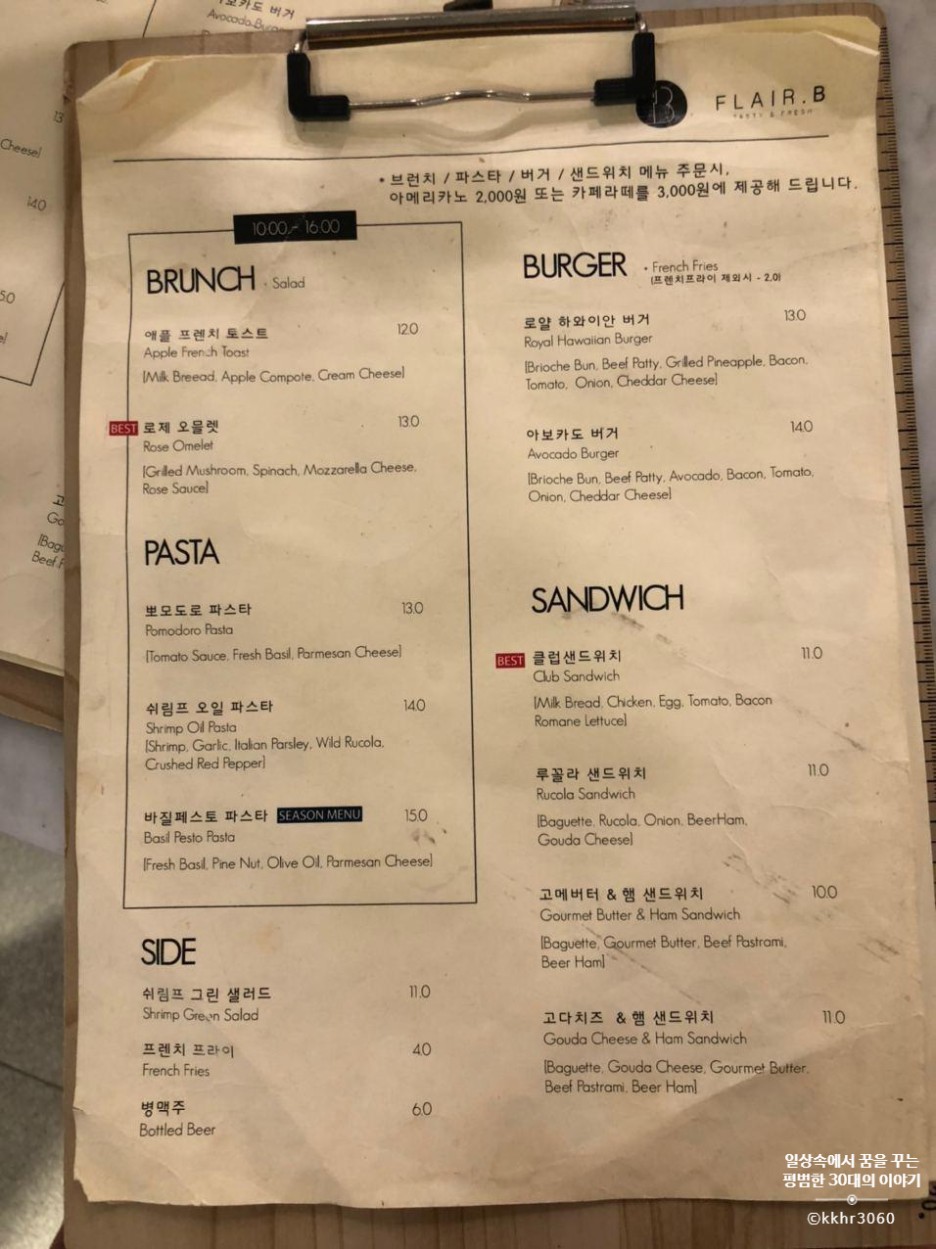 FLAIR.B
TASTY & FRESH
• 브런치 / 파스타 / 버거 / 샌드위치 메뉴 주문시,
아메리카노 2,000원 또는 카페라떼를 3,000원에 제공해 드립니다.
10:00 - 16:00
BRUNCH • Salad
애플 프렌치 토스트 12.0
Apple French Toast
[Milk Breead, Apple Compote, Cream Cheese]
BEST 로제 오믈렛 13.0
Rose Omelet
[Grilled Mushroom, Spinach, Mozzarella Cheese,
Rose Sauce]
PASTA
뽀모도로 파스타 13.0
Pomodoro Pasta
[Tomato Sauce, Fresh Basil, Parmesan Cheese]
쉬림프 오일 파스타 14.0
Shrimp Oil Pasta
[Shrimp, Garlic, Italian Parsley, Wild Rucola,
Crushed Red Pepper]
바질페스토 파스타 SEASON MENU 15.0
Basil Pesto Pasta
[Fresh Basil, Pine Nut, Olive Oil, Parmesan Cheese]
SIDE
쉬림프 그린 샐러드 11.0
Shrimp Green Salad
프렌치 프라이 4.0
French Fries
병맥주 6.0
Bottled Beer
BURGER • French Fries
(프렌치프라이 제외시 - 2.0)
로얄 하와이안 버거 13.0
Royal Hawaiian Burger
[Brioche Bun, Beef Patty, Grilled Pineapple, Bacon,
Tomato, Onion, Cheddar Cheese]
아보카도 버거 14.0
Avocado Burger
[Brioche Bun, Beef Patty, Avocado, Bacon, Tomato,
Onion, Cheddar Cheese]
SANDWICH
BEST 클럽샌드위치 11.0
Club Sandwich
[Milk Bread, Chicken, Egg, Tomato, Bacon
Romane Lettuce]
루꼴라 샌드위치 11.0
Rucola Sandwich
[Baguette, Rucola, Onion, BeerHam,
Gouda Cheese]
고메버터 & 햄 샌드위치 10.0
Gourmet Butter & Ham Sandwich
[Baguette, Gourmet Butter, Beef Pastrami,
Beer Ham]
고다치즈 & 햄 샌드위치 11.0
Gouda Cheese & Ham Sandwich
[Baguette, Gouda Cheese, Gourmet Butter,
Beef Pastrami, Beer Ham]
보카도 버거
Avocado Burg
Cheese]
14.0
일상속에서 꿈을 꾸는
평범한 30대의 이야기
©kkhr3060